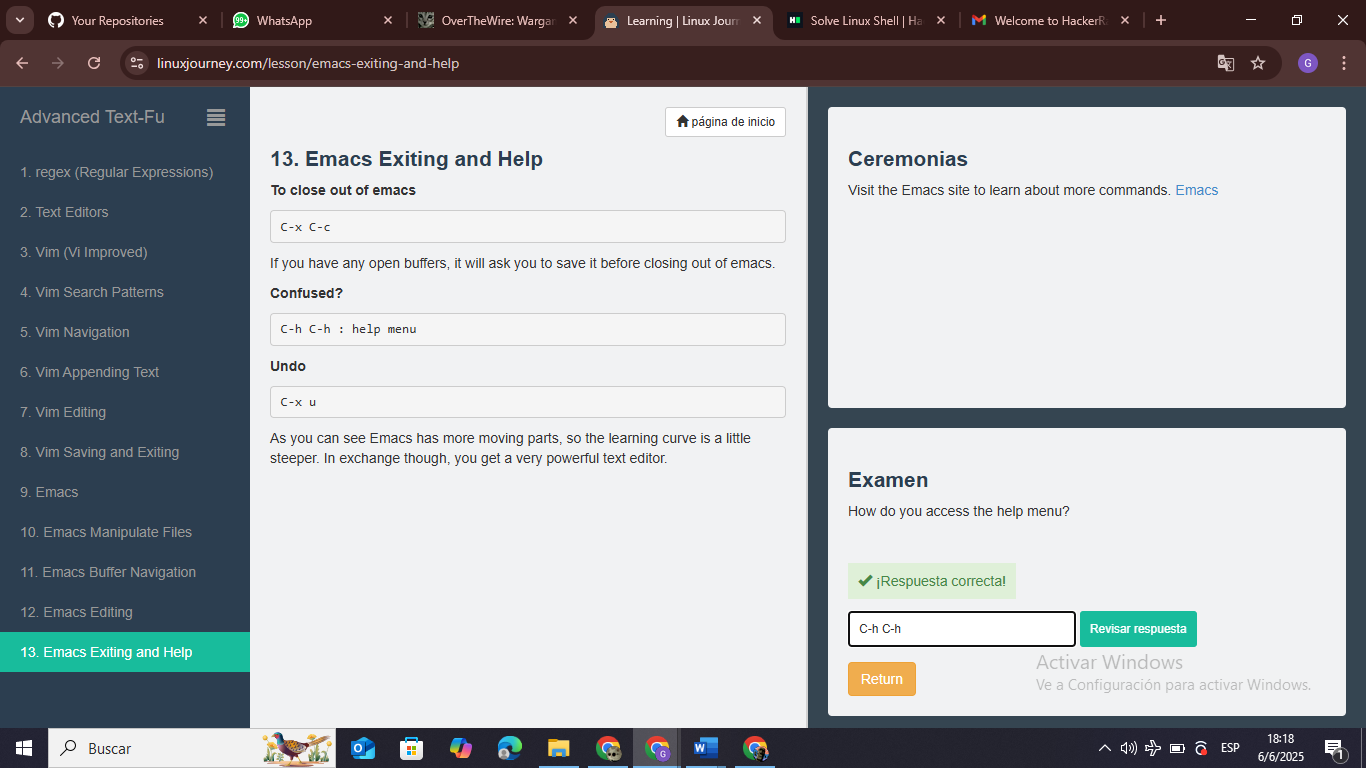 Your Repositories
99+
WhatsApp
OverTheWire: Wargar
Learning | Linux Journ
Solve Linux Shell | Ha
Welcome to HackerR
linuxjourney.com/lesson/emacs-exiting-and-help
G
Advanced Text-Fu
1. regex (Regular Expressions)
2. Text Editors
3. Vim (Vi Improved)
4. Vim Search Patterns
5. Vim Navigation
6. Vim Appending Text
7. Vim Editing
8. Vim Saving and Exiting
9. Emacs
10. Emacs Manipulate Files
11. Emacs Buffer Navigation
12. Emacs Editing
13. Emacs Exiting and Help
página de inicio
13. Emacs Exiting and Help
To close out of emacs
C-x C-c
If you have any open buffers, it will ask you to save it before closing out of emacs.
Confused?
C-h C-h : help menu
Undo
C-x u
As you can see Emacs has more moving parts, so the learning curve is a little
steeper. In exchange though, you get a very powerful text editor.
Ceremonias
Visit the Emacs site to learn about more commands. Emacs
Examen
How do you access the help menu?
¡Respuesta correcta!
C-h C-h
Revisar respuesta
Return
Activar Windows
Ve a Configuración para activar Windows.
Buscar
ESP
18:18
6/6/2025
1